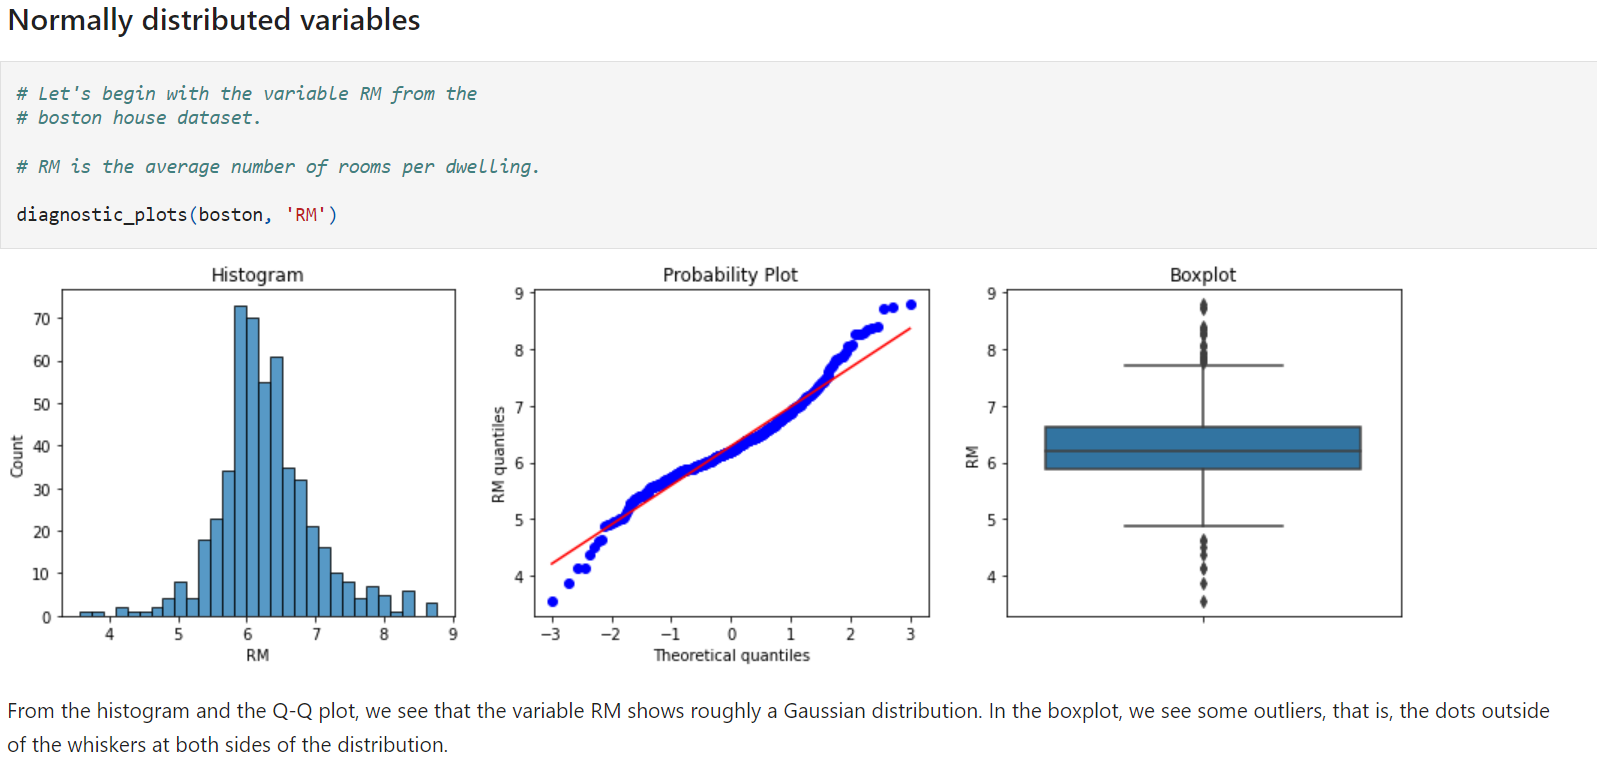 Normally distributed variables
# Let's begin with the variable RM from the
# boston house dataset.
# RM is the average number of rooms per dwelling.
diagnostic_plots(boston, 'RM')
Histogram
70
60
50
40
30
20
10
0
Count
4 5 6 7 8 9
RM
Probability Plot
9
8
7
6
5
4
RM quantiles
−3 −2 −1 0 1 2 3
Theoretical quantiles
Boxplot
9
8
7
6
5
4
RM
From the histogram and the Q-Q plot, we see that the variable RM shows roughly a Gaussian distribution. In the boxplot, we see some outliers, that is, the dots outside
of the whiskers at both sides of the distribution.